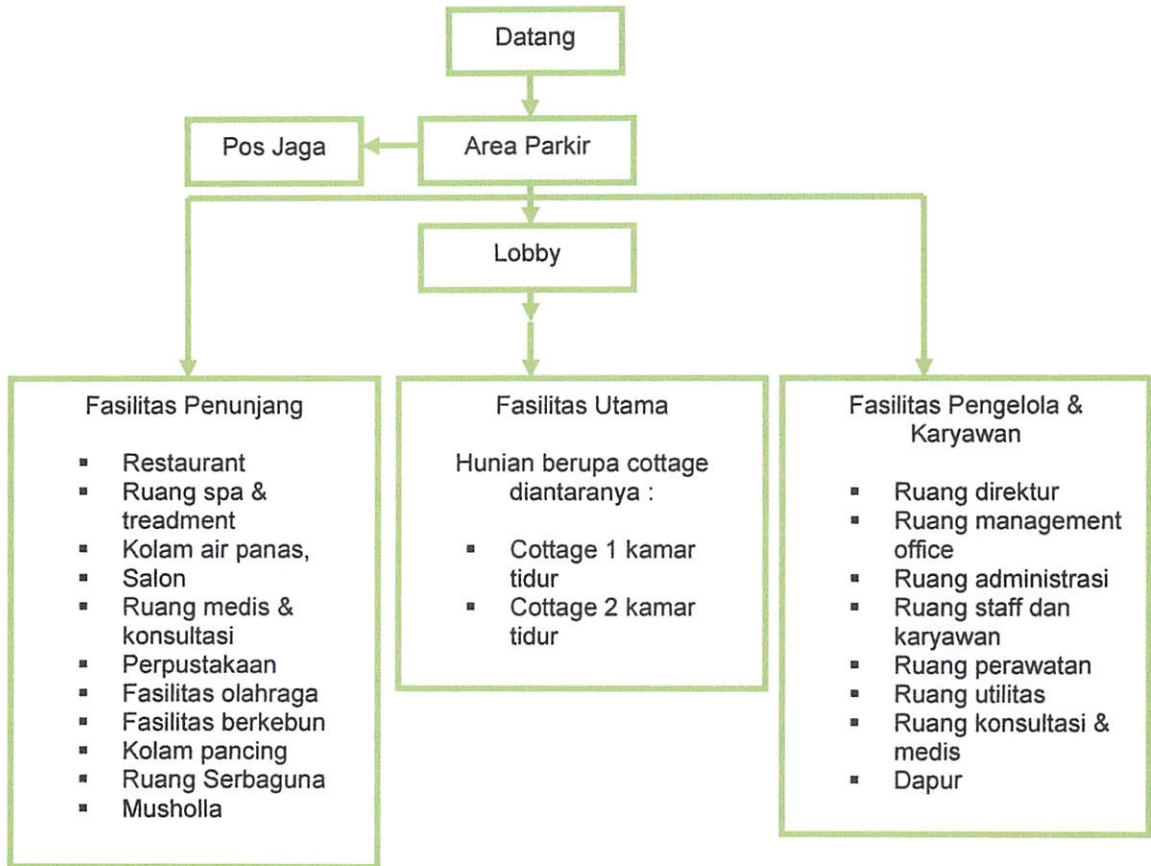 Datang
Pos Jaga
Area Parkir
Lobby
Fasilitas Penunjang
▪ Restaurant
▪ Ruang spa &
treadment
▪ Kolam air panas,
▪ Salon
▪ Ruang medis &
konsultasi
▪ Perpustakaan
▪ Fasilitas olahraga
▪ Fasilitas berkebun
▪ Kolam pancing
▪ Ruang Serbaguna
▪ Musholla
Fasilitas Utama
Hunian berupa cottage
diantaranya :
▪ Cottage 1 kamar
tidur
▪ Cottage 2 kamar
tidur
Fasilitas Pengelola &
Karyawan
▪ Ruang direktur
▪ Ruang management
office
▪ Ruang administrasi
▪ Ruang staff dan
karyawan
▪ Ruang perawatan
▪ Ruang utilitas
▪ Ruang konsultasi &
medis
▪ Dapur